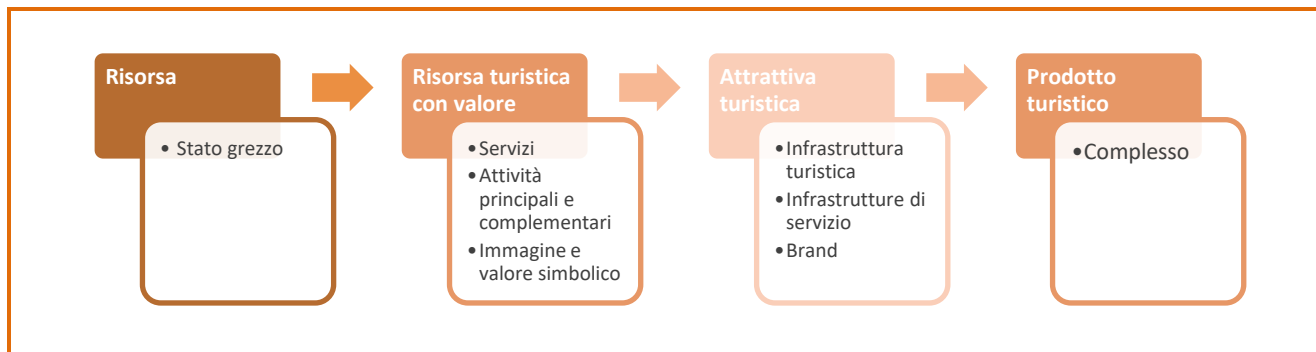 Risorsa
• Stato grezzo
Risorsa turistica
con valore
•Servizi
•Attività
principali e
complementari
•Immagine e
valore simbolico
Attrattiva
turistica
•Infrastruttura
turistica
•Infrastrutture di
servizio
•Brand
Prodotto
turistico
•Complesso